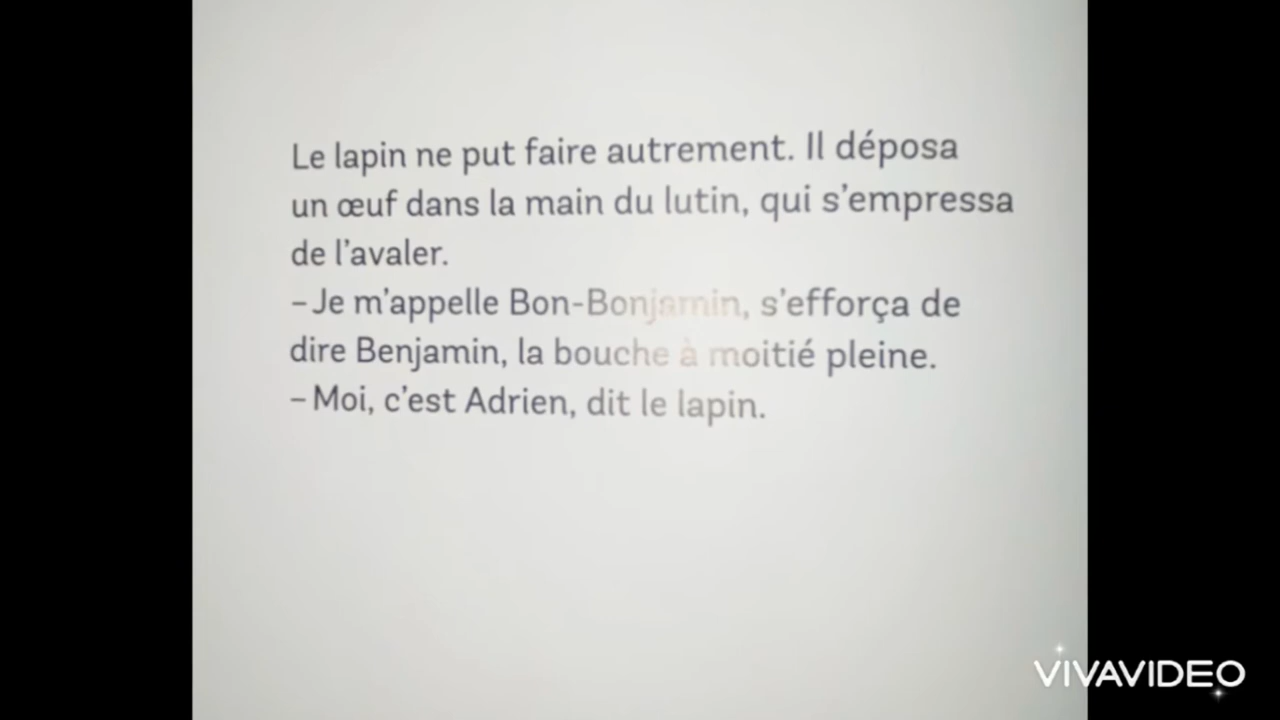 Le lapin ne put faire autrement. Il déposa
un œuf dans la main du lutin, qui s'empressa
de l'avaler.
– Je m'appelle Bon-Bonjamin, s'efforça de
dire Benjamin, la bouche à moitié pleine.
– Moi, c'est Adrien, dit le lapin.
VIVAVIDEO